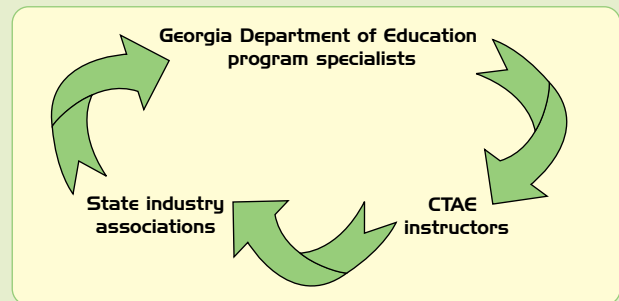 Georgia Department of Education
program specialists
State industry
associations
CTAE
instructors